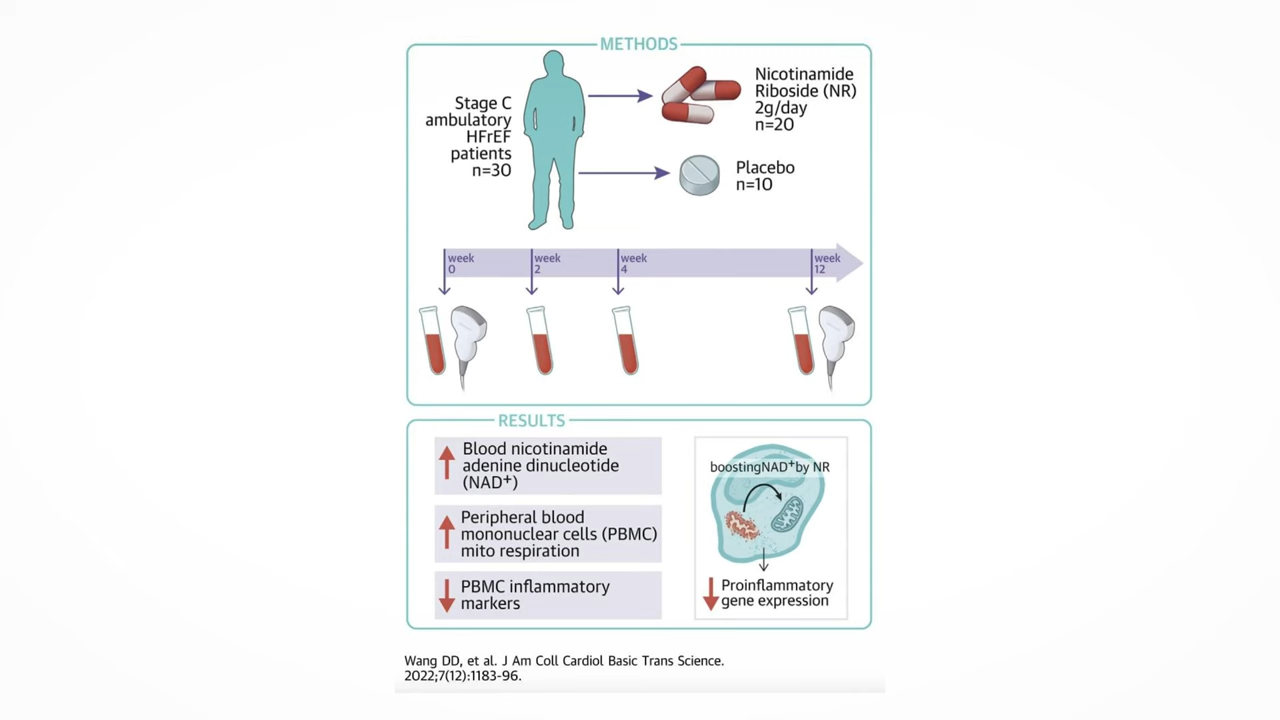 METHODS
Stage C
ambulatory
HFrEF
patients
n=30
Nicotinamide
Riboside (NR)
2g/day
n=20
Placebo
n=10
week
0
week
2
week
4
week
12
RESULTS
Blood nicotinamide
adenine dinucleotide
(NAD+)
Peripheral blood
mononuclear cells (PBMC)
mito respiration
PBMC inflammatory
markers
boostingNAD+by NR
Proinflammatory
gene expression
Wang DD, et al. J Am Coll Cardiol Basic Trans Science.
2022;7(12):1183-96.